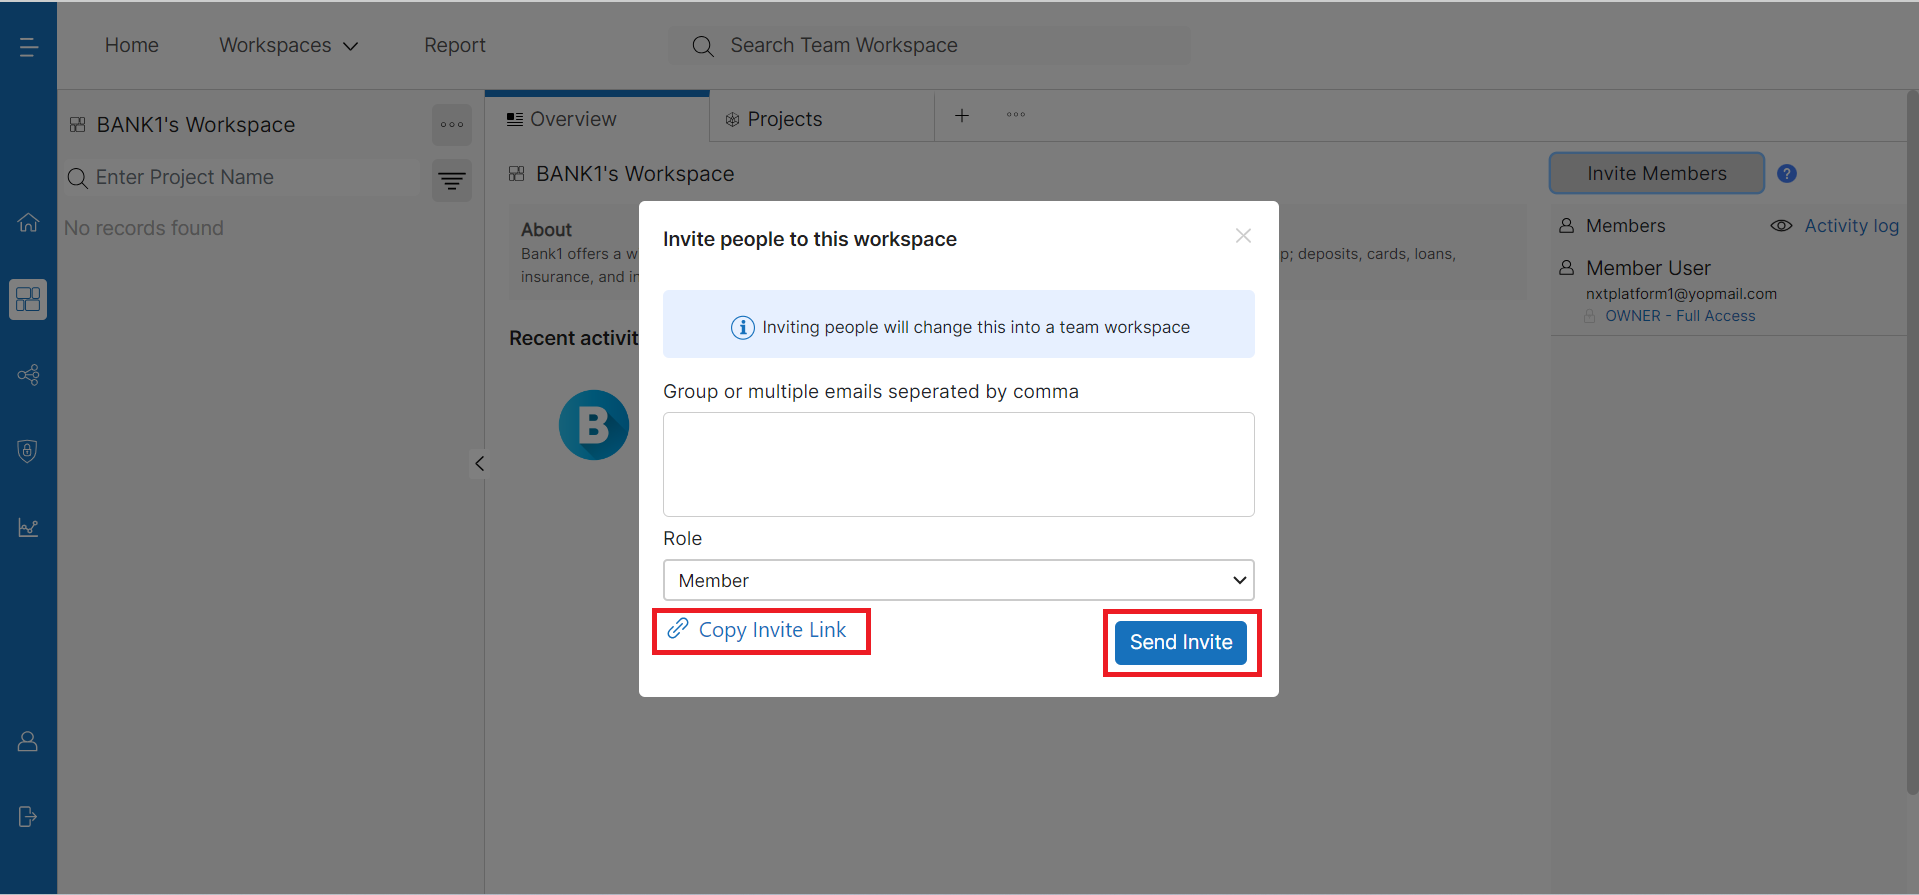 Home
Workspaces
Report
Search Team Workspace
BANK1's Workspace
Enter Project Name
No records found
Overview
Projects
BANK1's Workspace
Invite Members
?
About
Bank1 offers a w
p; deposits, cards, loans,
insurance, and in
Recent activit
B
Members
Activity log
Member User
nxtplatform1@yopmail.com
OWNER - Full Access
Invite people to this workspace
Inviting people will change this into a team workspace
Group or multiple emails seperated by comma
Role
Member
Copy Invite Link
Send Invite